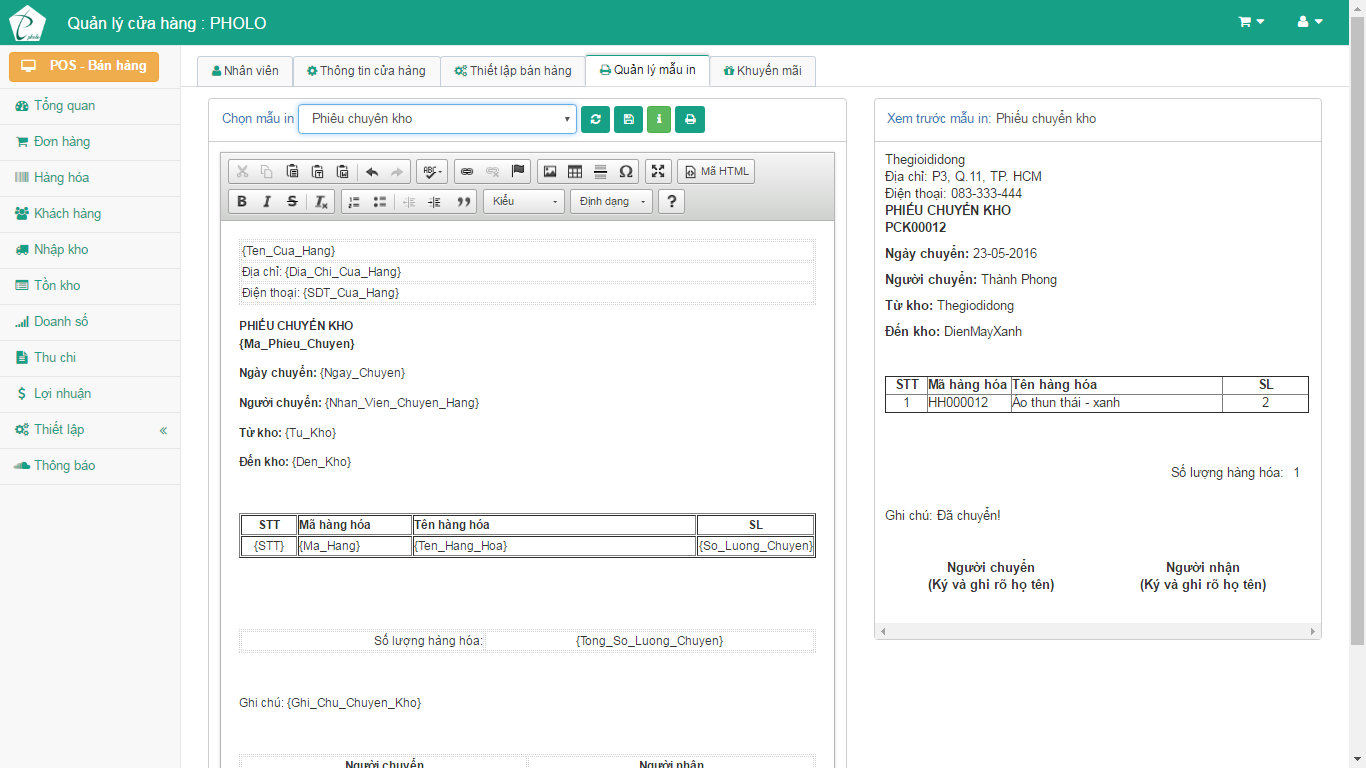 Pholo
Quản lý cửa hàng : PHOLO
POS - Bán hàng
Tổng quan
Đơn hàng
Hàng hóa
Khách hàng
Nhập kho
Tồn kho
Doanh số
Thu chi
Lợi nhuận
Thiết lập «
Thông báo
Nhân viên
Thông tin cửa hàng
Thiết lập bán hàng
Quản lý mẫu in
Khuyến mãi
Chọn mẫu in Phiếu chuyển kho
Mã HTML
B I S Ix
Kiểu
Định dạng
?
{Ten_Cua_Hang}
Địa chỉ: {Dia_Chi_Cua_Hang}
Điện thoại: {SDT_Cua_Hang}
PHIẾU CHUYỂN KHO
{Ma_Phieu_Chuyen}
Ngày chuyển: {Ngay_Chuyen}
Người chuyển: {Nhan_Vien_Chuyen_Hang}
Từ kho: {Tu_Kho}
Đến kho: {Den_Kho}
STT Mã hàng hóa Tên hàng hóa SL
{STT} {Ma_Hang} {Ten_Hang_Hoa} {So_Luong_Chuyen}
Số lượng hàng hóa: {Tong_So_Luong_Chuyen}
Ghi chú: {Ghi_Chu_Chuyen_Kho}
Người chuyển Người nhận
Xem trước mẫu in: Phiếu chuyển kho
Thegioididong
Địa chỉ: P3, Q.11, TP. HCM
Điện thoại: 083-333-444
PHIẾU CHUYỂN KHO
PCK00012
Ngày chuyển: 23-05-2016
Người chuyển: Thành Phong
Từ kho: Thegiodidong
Đến kho: DienMayXanh
STT Mã hàng hóa Tên hàng hóa SL
1 HH000012 Áo thun thái - xanh 2
Số lượng hàng hóa: 1
Ghi chú: Đã chuyển!
Người chuyển Người nhận
(Ký và ghi rõ họ tên) (Ký và ghi rõ họ tên)